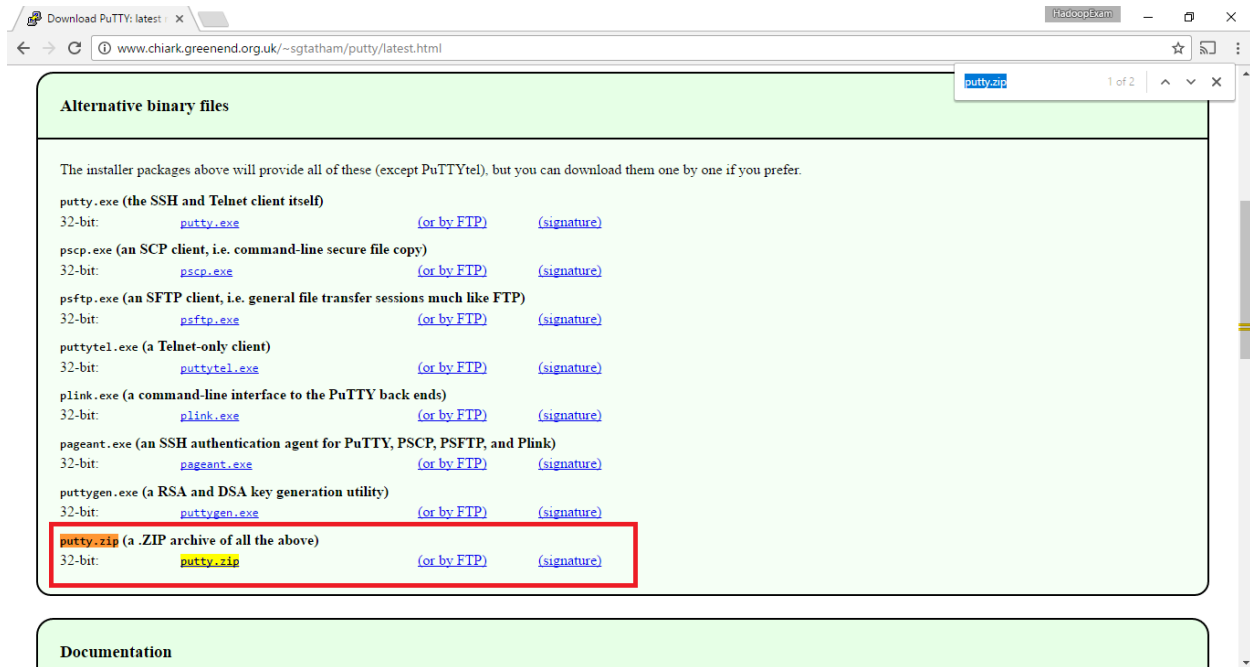 Download PuTTY: latest
HadoopExam
www.chiark.greenend.org.uk/~sgtatham/putty/latest.html
putty.zip 1 of 2
Alternative binary files
The installer packages above will provide all of these (except PuTTYtel), but you can download them one by one if you prefer.
putty.exe (the SSH and Telnet client itself)
32-bit: putty.exe (or by FTP) (signature)
pscp.exe (an SCP client, i.e. command-line secure file copy)
32-bit: pscp.exe (or by FTP) (signature)
psftp.exe (an SFTP client, i.e. general file transfer sessions much like FTP)
32-bit: psftp.exe (or by FTP) (signature)
puttytel.exe (a Telnet-only client)
32-bit: puttytel.exe (or by FTP) (signature)
plink.exe (a command-line interface to the PuTTY back ends)
32-bit: plink.exe (or by FTP) (signature)
pageant.exe (an SSH authentication agent for PuTTY, PSCP, PSFTP, and Plink)
32-bit: pageant.exe (or by FTP) (signature)
puttygen.exe (a RSA and DSA key generation utility)
32-bit: puttygen.exe (or by FTP) (signature)
putty.zip (a .ZIP archive of all the above)
32-bit: putty.zip (or by FTP) (signature)
Documentation